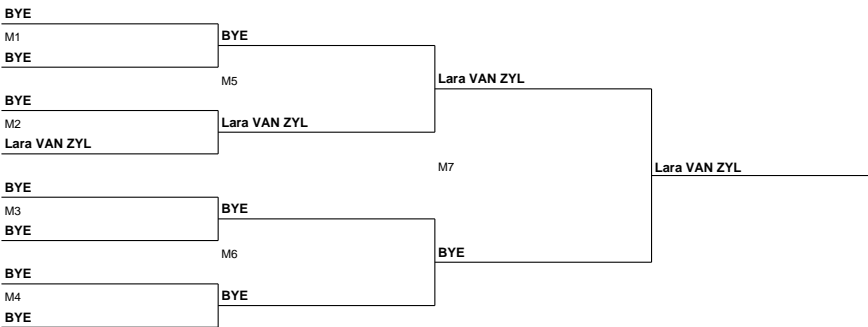 BYE
M1
BYE
BYE
M2
Lara VAN ZYL
BYE
M3
BYE
BYE
M4
BYE
BYE
M5
Lara VAN ZYL
BYE
M6
BYE
Lara VAN ZYL
M7
BYE
Lara VAN ZYL